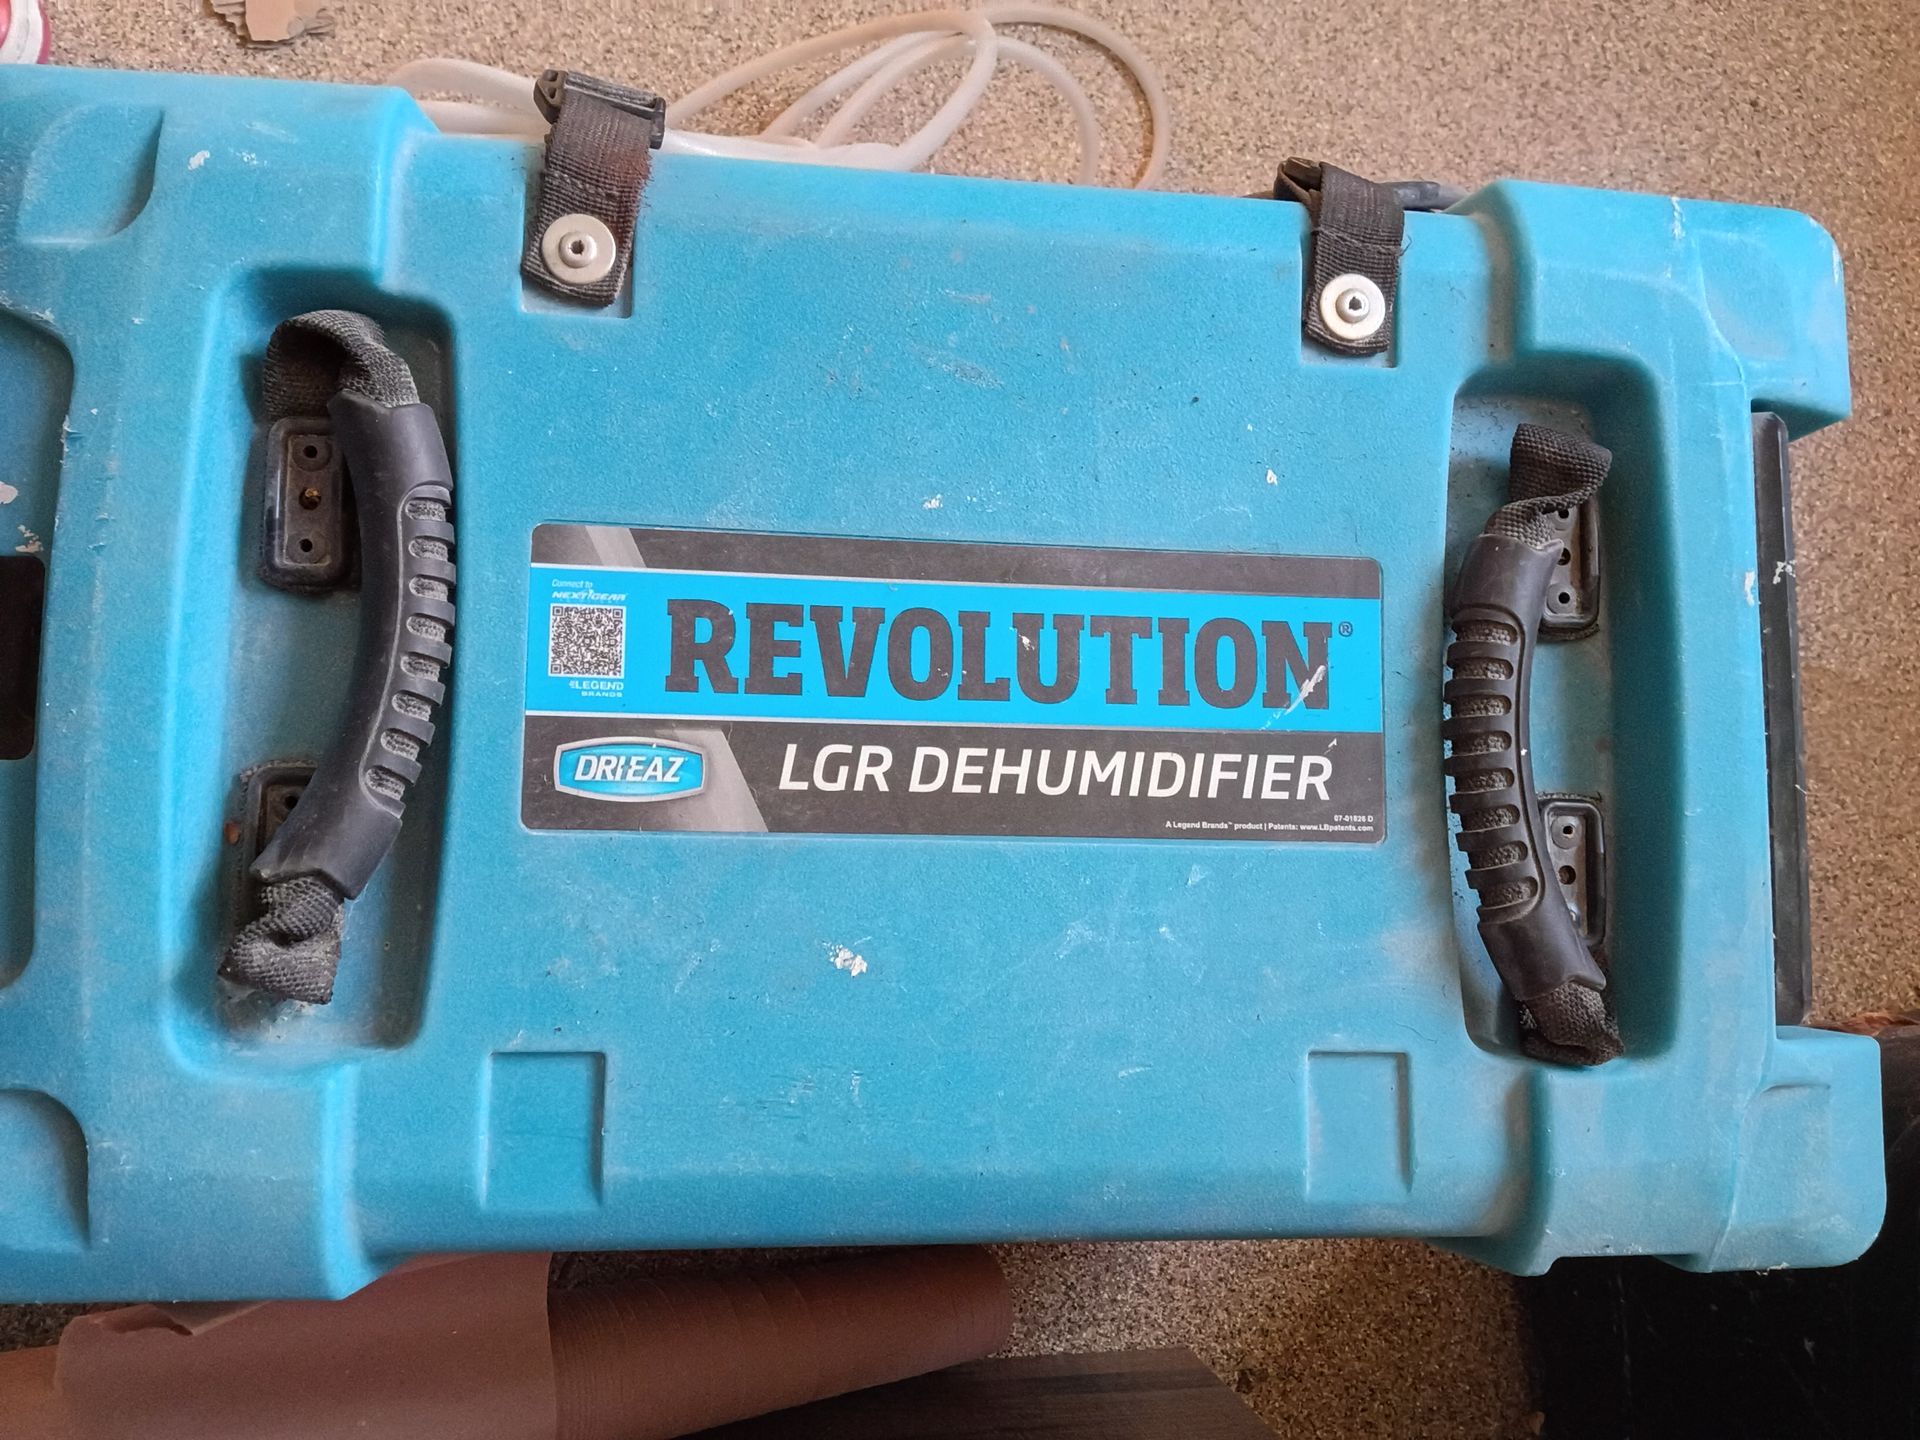 Connect to
NEXTGEAR
REVOLUTION®
LEGEND
BRANDS
DRI-EAZ
LGR DEHUMIDIFIER
07-01826 D
A Legend Brands™ product | Patents: www.LBpatents.com